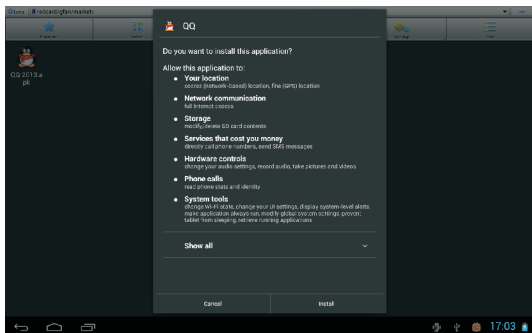 QQ
Do you want to install this application?
Allow this application to:
Your location
coarse (network-based) location, fine (GPS) location
Network communication
full Internet access
Storage
modify/delete SD card contents
Services that cost you money
directly call phone numbers, send SMS messages
Hardware controls
change your audio settings, record audio, take pictures and videos
Phone calls
read phone state and identity
System tools
change Wi-Fi state, change your UI settings, display system-level alerts,
make application always run, modify global system settings, prevent
tablet from sleeping, retrieve running applications
Show all
Cancel
Install
QQ 2013.a
pk
17:03